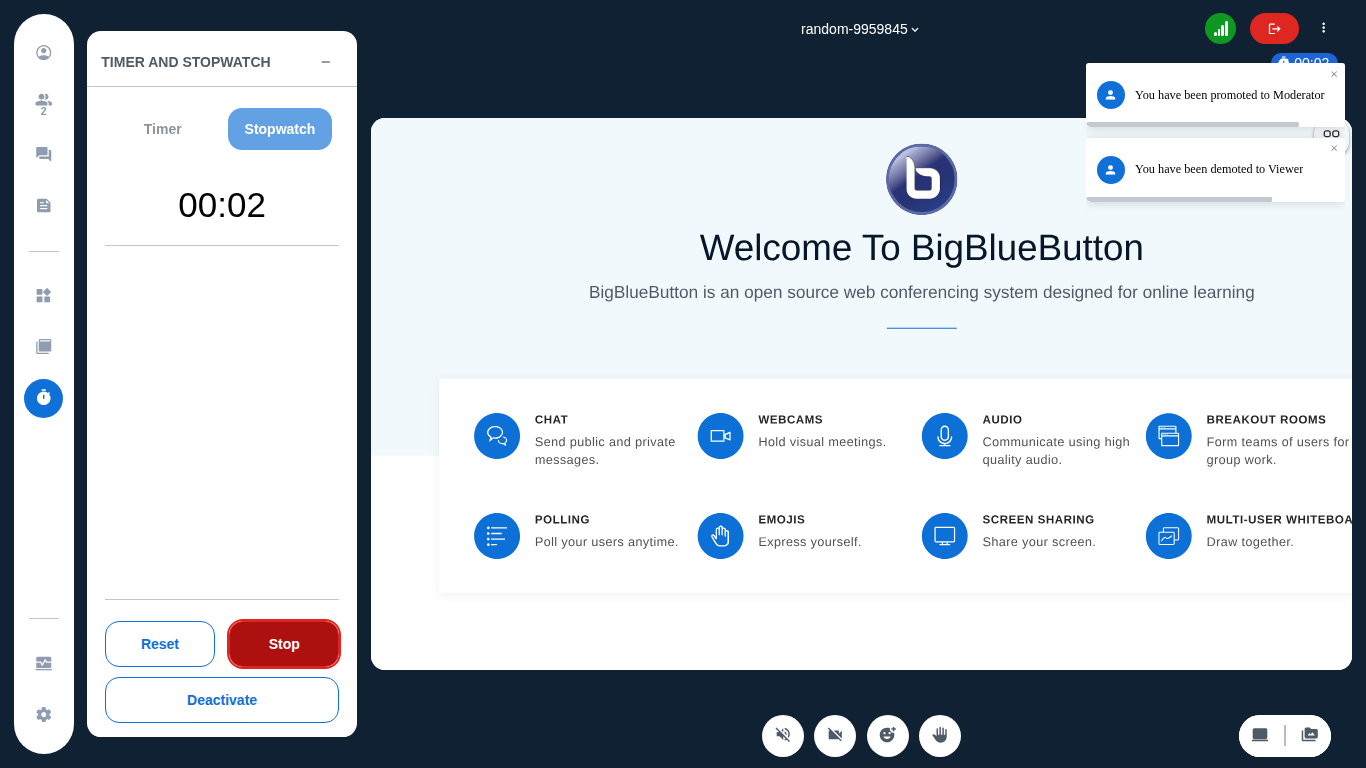 random-9959845
2
TIMER AND STOPWATCH
Timer
Stopwatch
00:02
Reset
Stop
Deactivate
00:02
You have been promoted to Moderator
You have been demoted to Viewer
Welcome To BigBlueButton
BigBlueButton is an open source web conferencing system designed for online learning
CHAT
Send public and private
messages.
WEBCAMS
Hold visual meetings.
AUDIO
Communicate using high
quality audio.
BREAKOUT ROOMS
Form teams of users for
group work.
POLLING
Poll your users anytime.
EMOJIS
Express yourself.
SCREEN SHARING
Share your screen.
MULTI-USER WHITEBOA
Draw together.